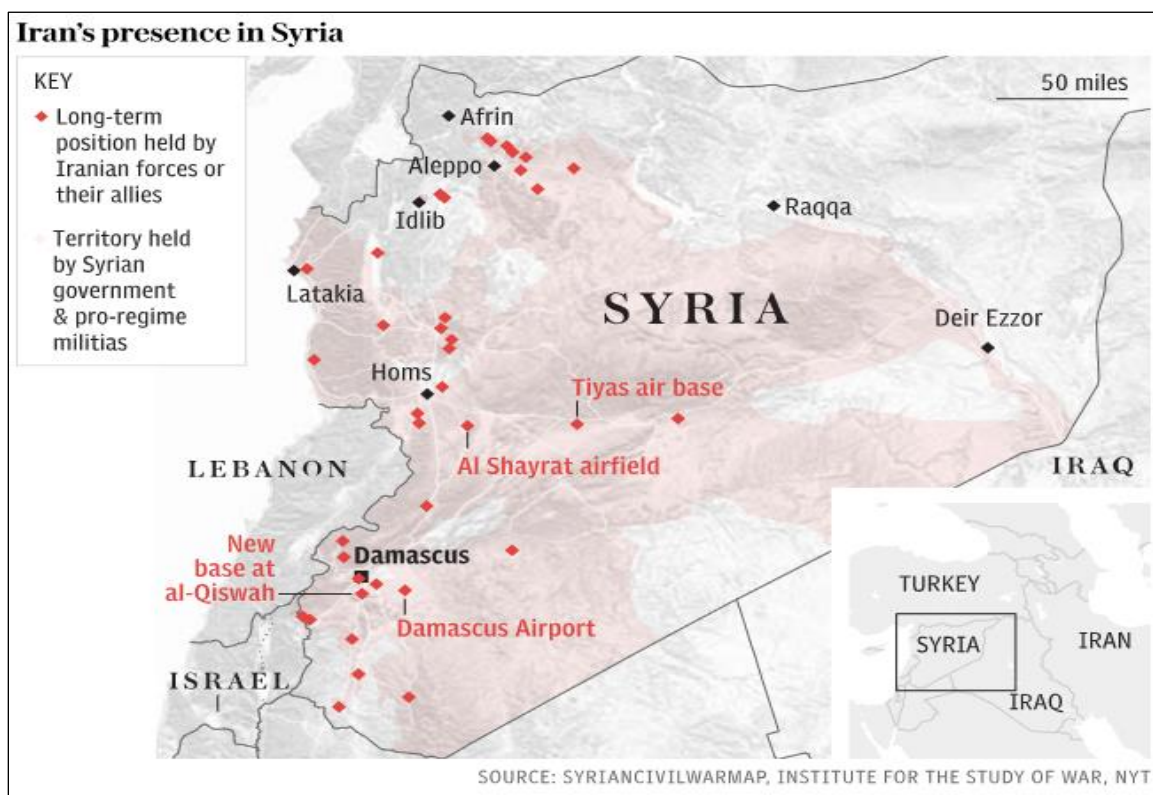 Iran's presence in Syria
KEY
Long-term
position held by
Iranian forces or
their allies
Territory held
by Syrian
government
& pro-regime
militias
50 miles
Afrin
Aleppo
Idlib
Raqqa
Latakia
SYRIA
Deir Ezzor
Homs
Tiyas air base
Al Shayrat airfield
LEBANON
IRAQ
New
base at
al-Qiswah
Damascus
Damascus Airport
ISRAEL
TURKEY
SYRIA
IRAN
IRAQ
SOURCE: SYRIANCIVILWARMAP, INSTITUTE FOR THE STUDY OF WAR, NYT